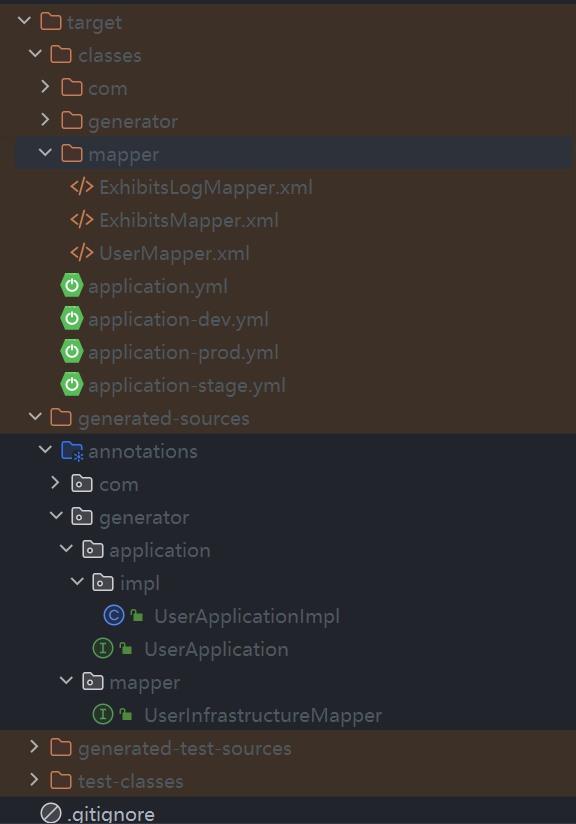 target
classes
com
generator
mapper
ExhibitsLogMapper.xml
ExhibitsMapper.xml
UserMapper.xml
application.yml
application-dev.yml
application-prod.yml
application-stage.yml
generated-sources
annotations
com
generator
application
impl
UserApplicationImpl
UserApplication
mapper
UserInfrastructureMapper
generated-test-sources
test-classes
.gitignore